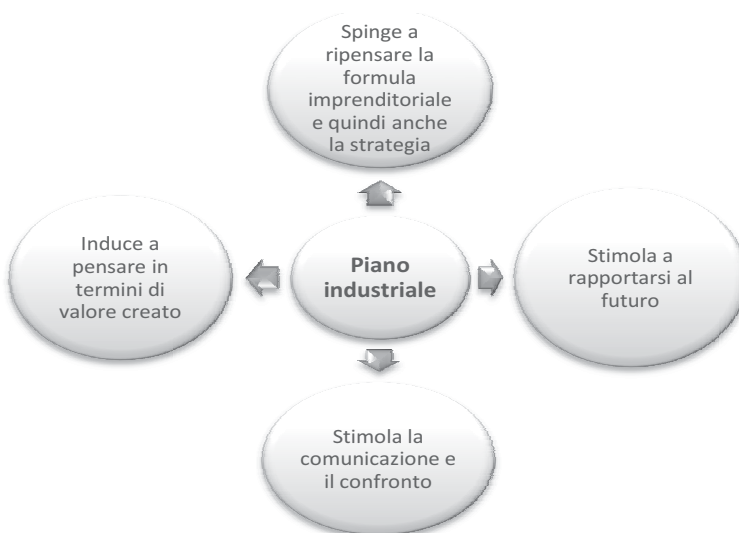 Spinge a
ripensare la
formula
imprenditoriale
e quindi anche
la strategia
Induce a
pensare in
termini di
valore creato
Piano
industriale
Stimola a
rapportarsi al
futuro
Stimola la
comunicazione e
il confronto